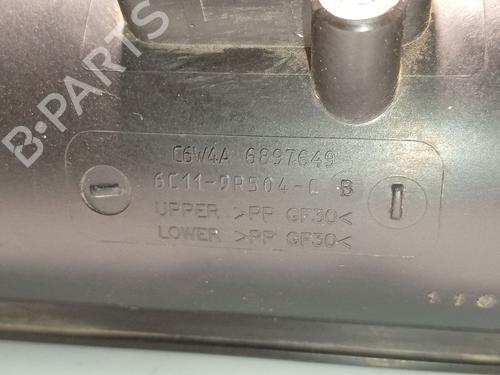 B-PARTS
C6W4A 6897649
6C11-9R504-C B
UPPER >PP GF30<
LOWER >PP GF30<